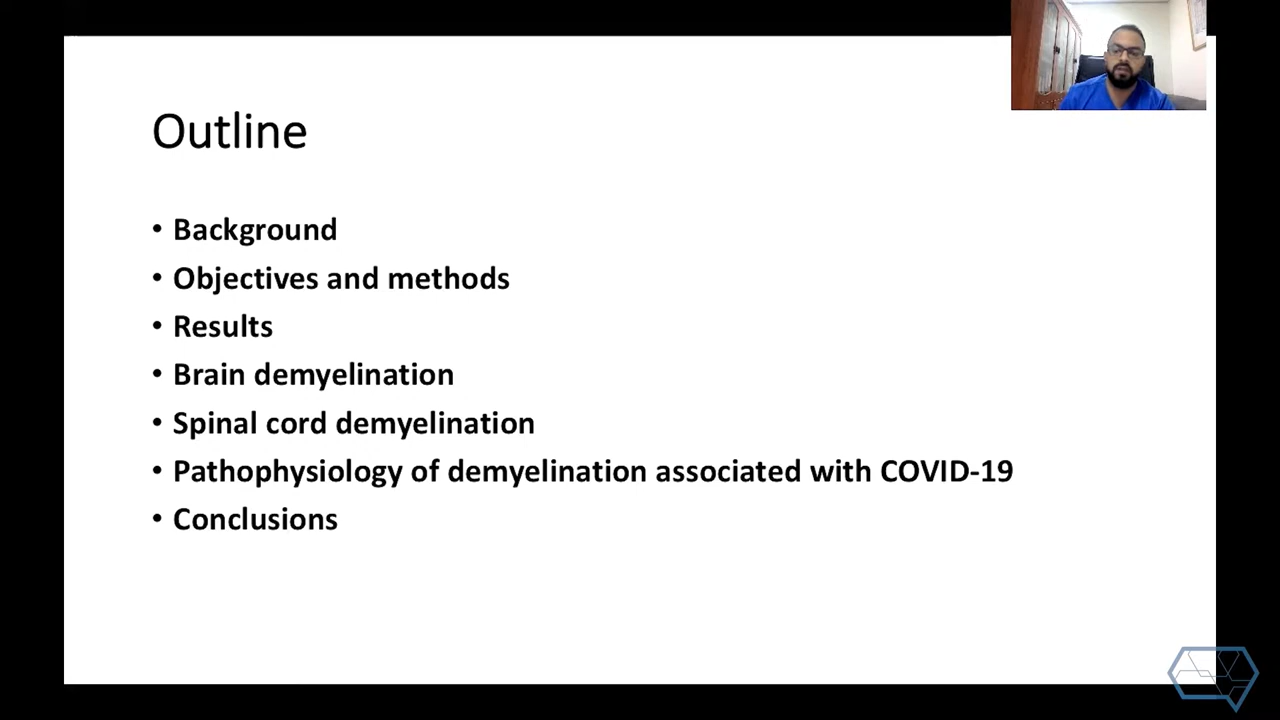 Outline
• Background
• Objectives and methods
• Results
• Brain demyelination
• Spinal cord demyelination
• Pathophysiology of demyelination associated with COVID-19
• Conclusions